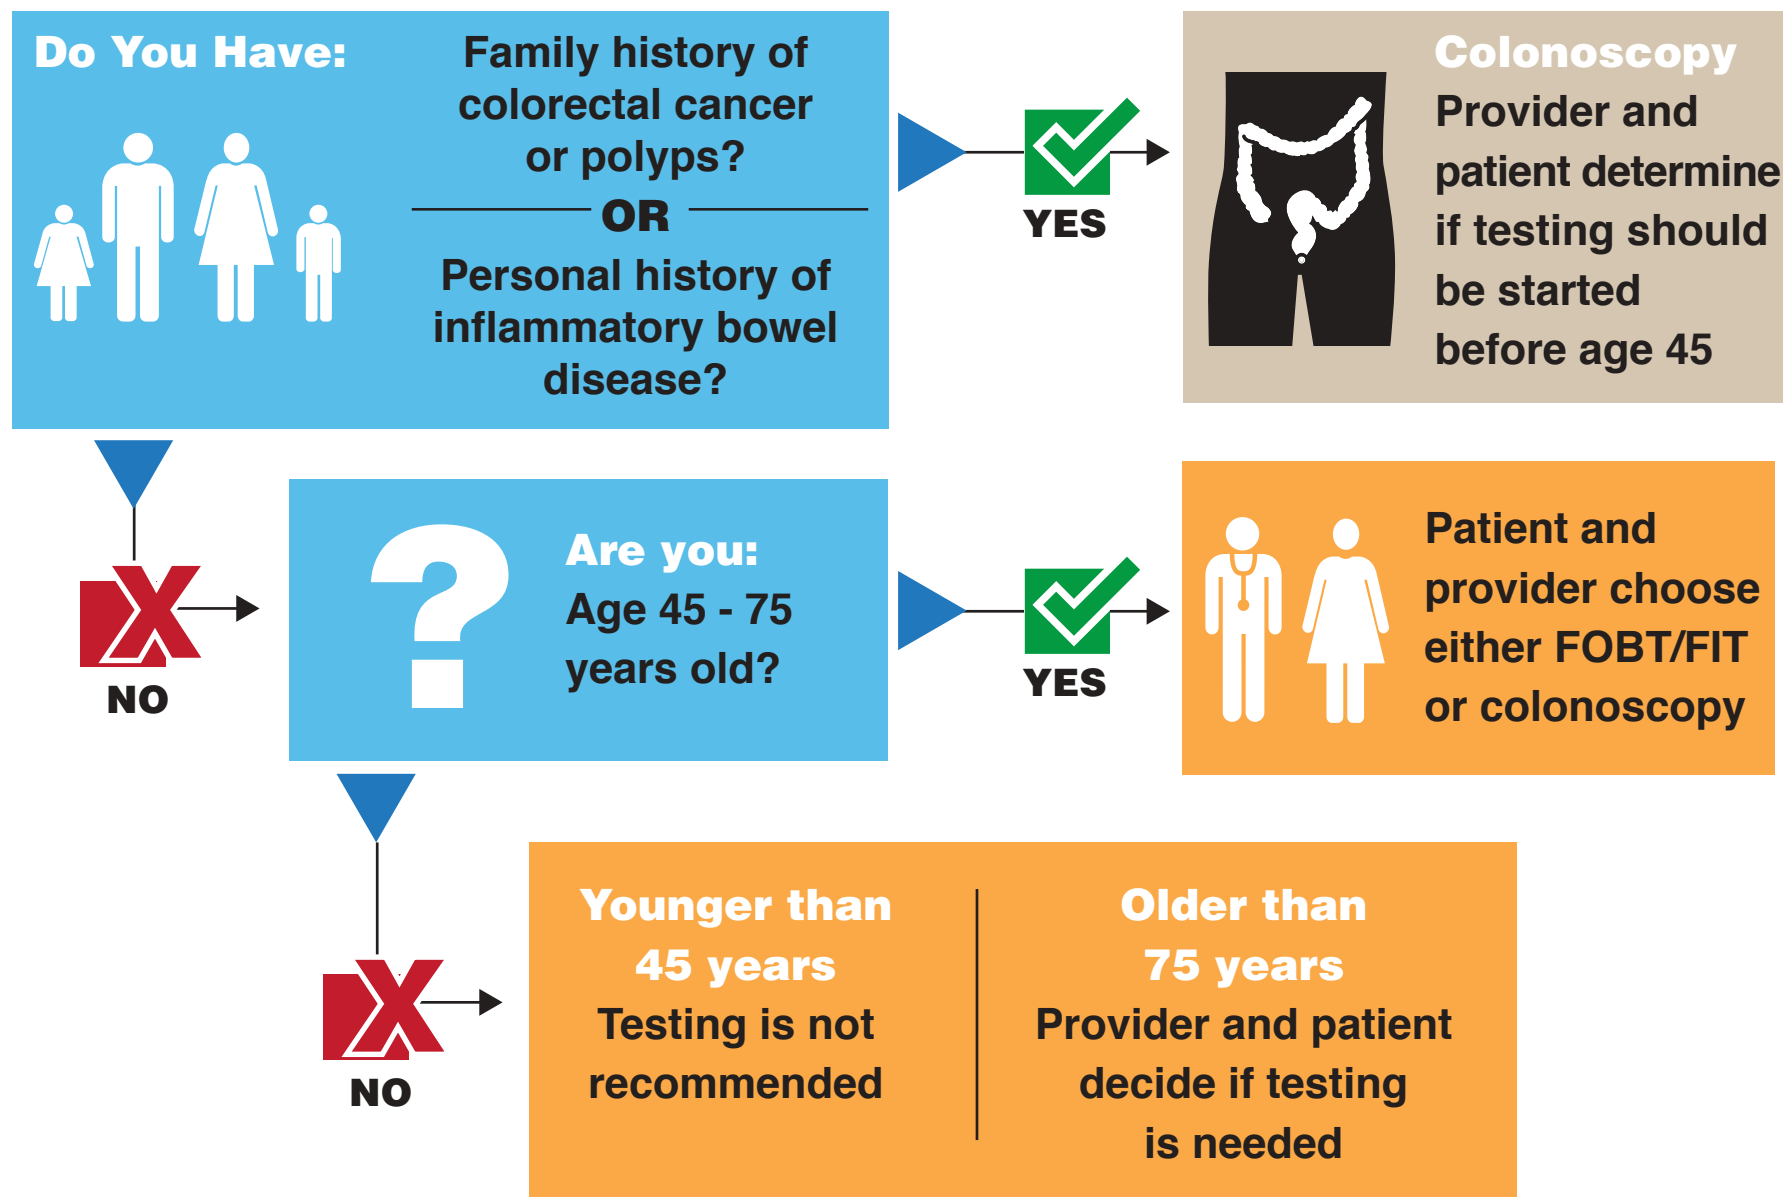 Do You Have:
Family history of
colorectal cancer
or polyps?
OR
Personal history of
inflammatory bowel
disease?
YES
Colonoscopy
Provider and
patient determine
if testing should
be started
before age 45
NO
?
Are you:
Age 45 - 75
years old?
YES
Patient and
provider choose
either FOBT/FIT
or colonoscopy
NO
Younger than
45 years
Testing is not
recommended
Older than
75 years
Provider and patient
decide if testing
is needed